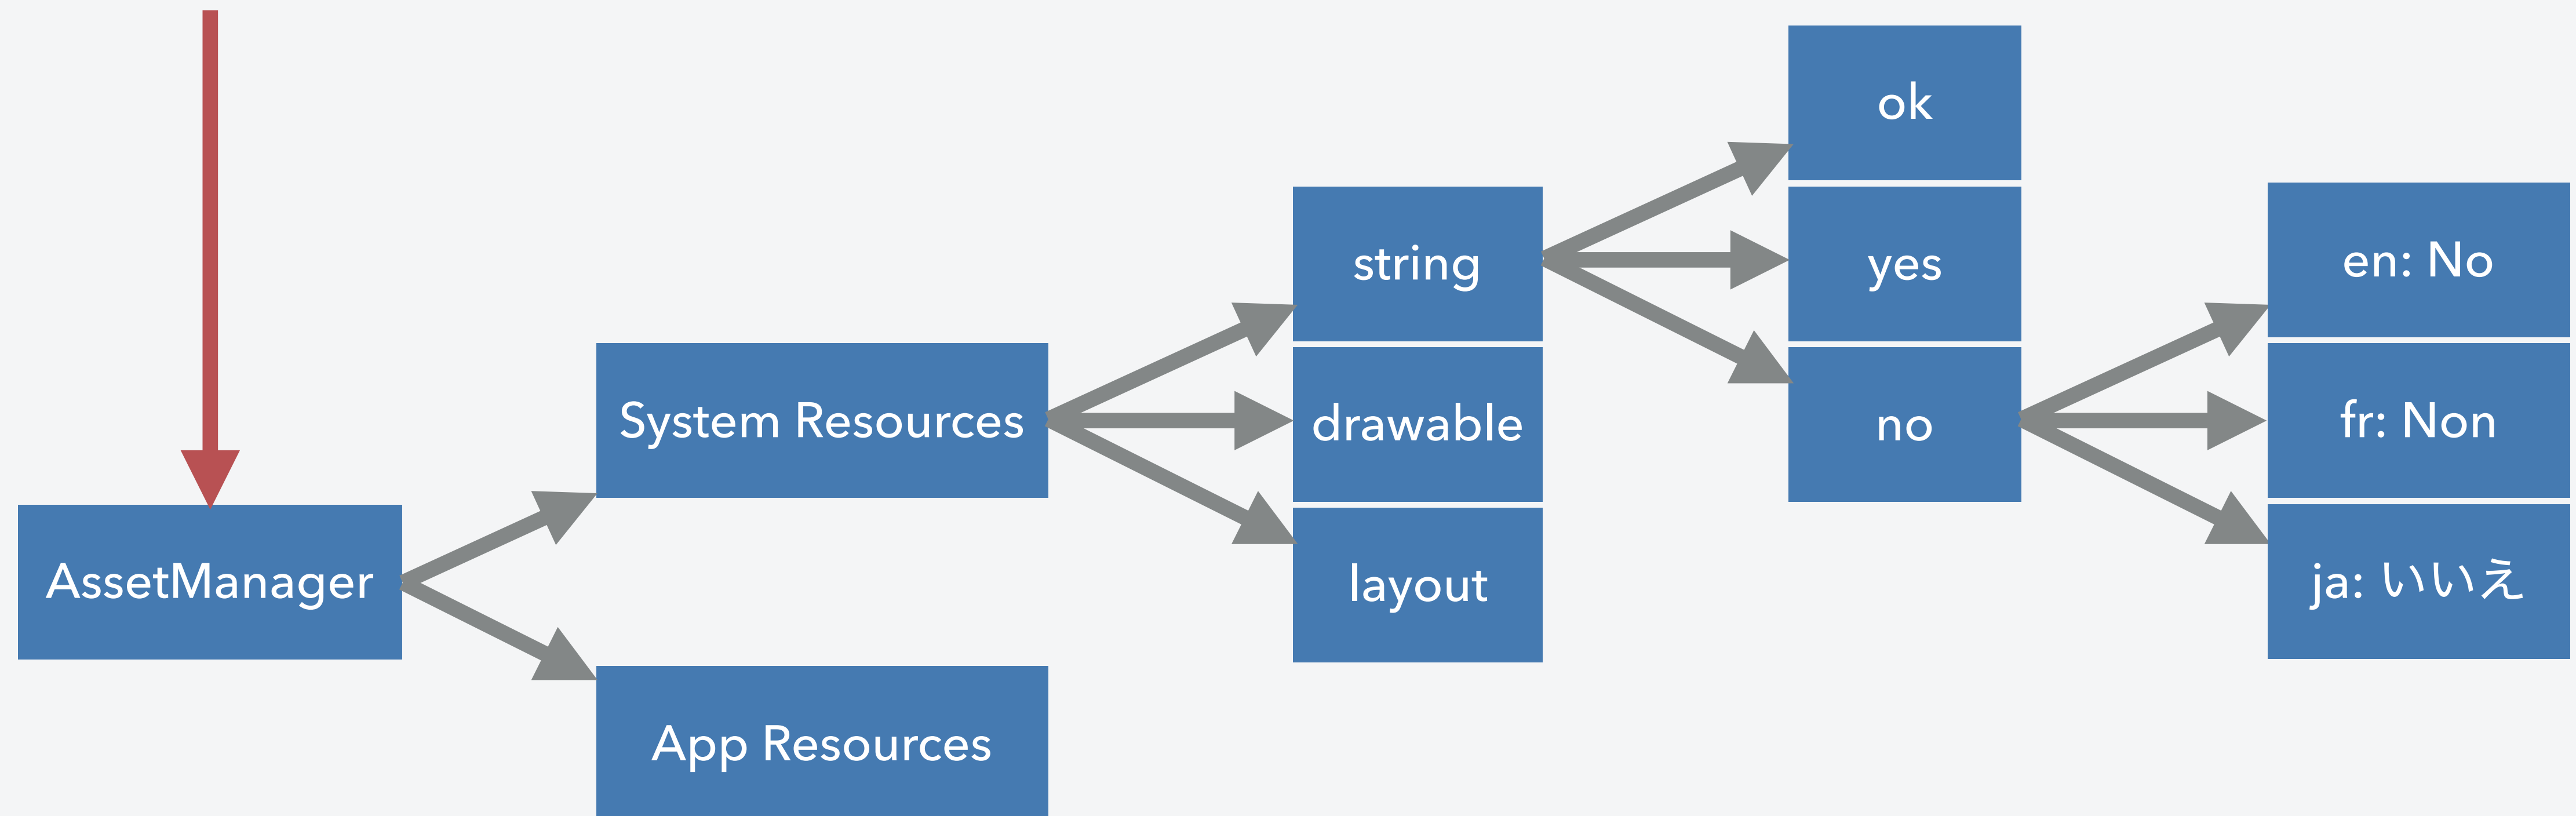 AssetManager
System Resources
App Resources
string
drawable
layout
ok
yes
no
en: No
fr: Non
ja: いいえ